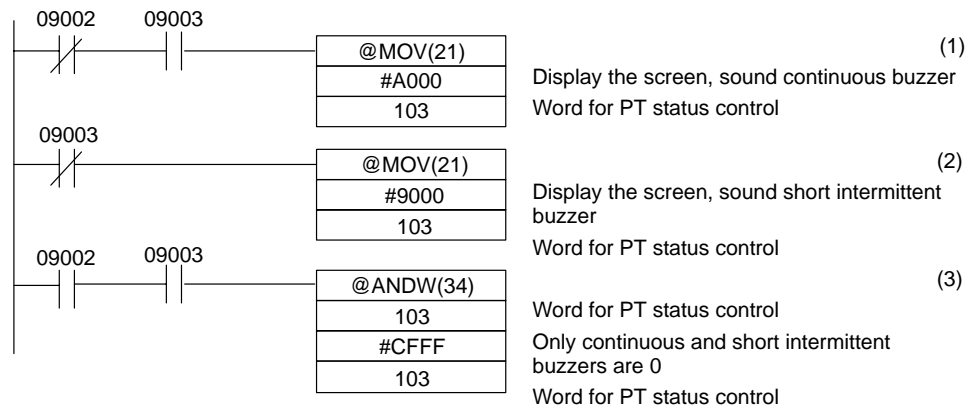 09002 09003
(1)
@MOV(21)
#A000 Display the screen, sound continuous buzzer
103 Word for PT status control
09003
(2)
@MOV(21)
#9000 Display the screen, sound short intermittent
buzzer
103
Word for PT status control
09002 09003
(3)
@ANDW(34)
103 Word for PT status control
#CFFF Only continuous and short intermittent
buzzers are 0
103
Word for PT status control